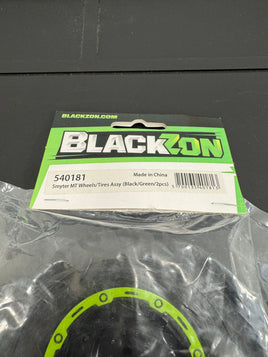 BLACKZON.COM
BLACKZON
540181 Made in China
Smyter MT Wheels/Tires Assy (Black/Green/2pcs)